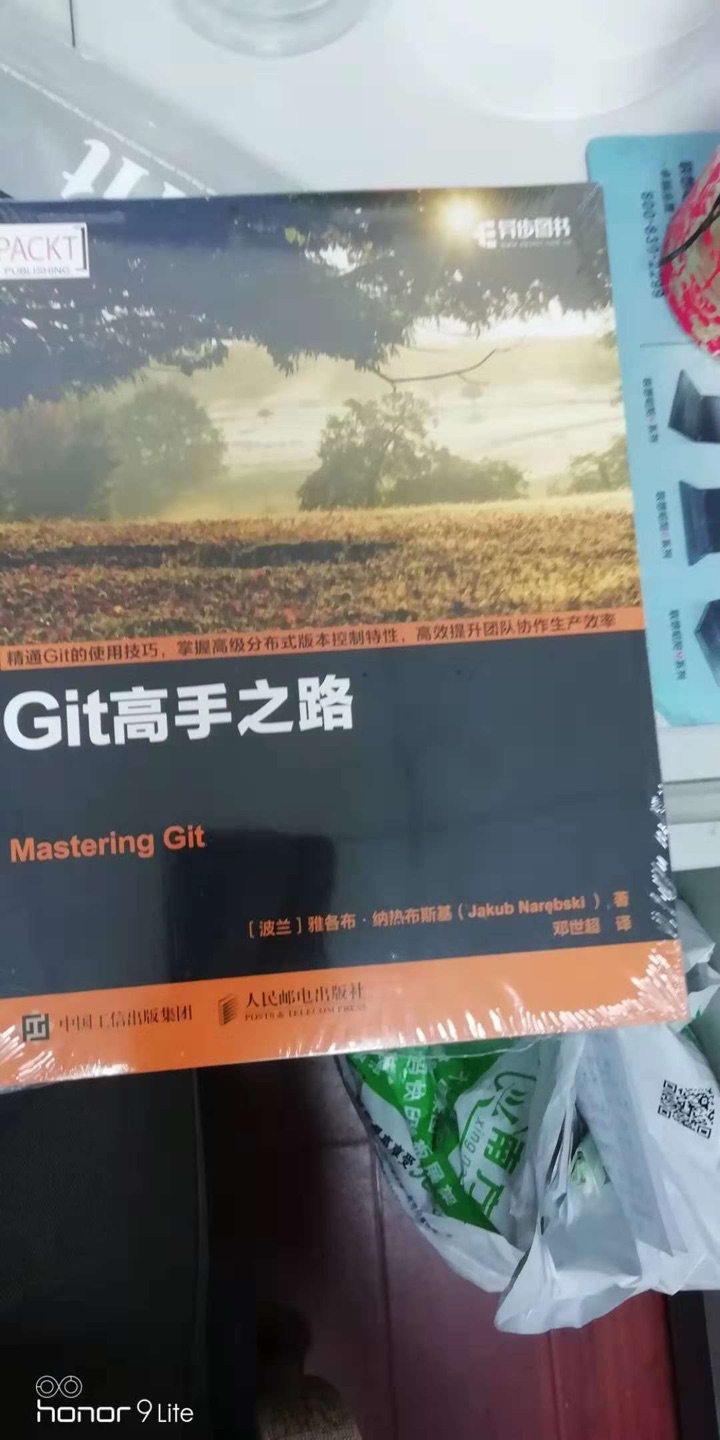 PACKT
PUBLISHING
异步图书
精通Git的使用技巧，掌握高级分布式版本控制特性，高效提升团队协作生产效率
Git高手之路
Mastering Git
［波兰］雅各布·纳热布斯基（Jakub Narębski）著
邓世超 译
中国工信出版集团
人民邮电出版社
POSTS & TELECOM PRESS
800-830-2299
honor 9 Lite